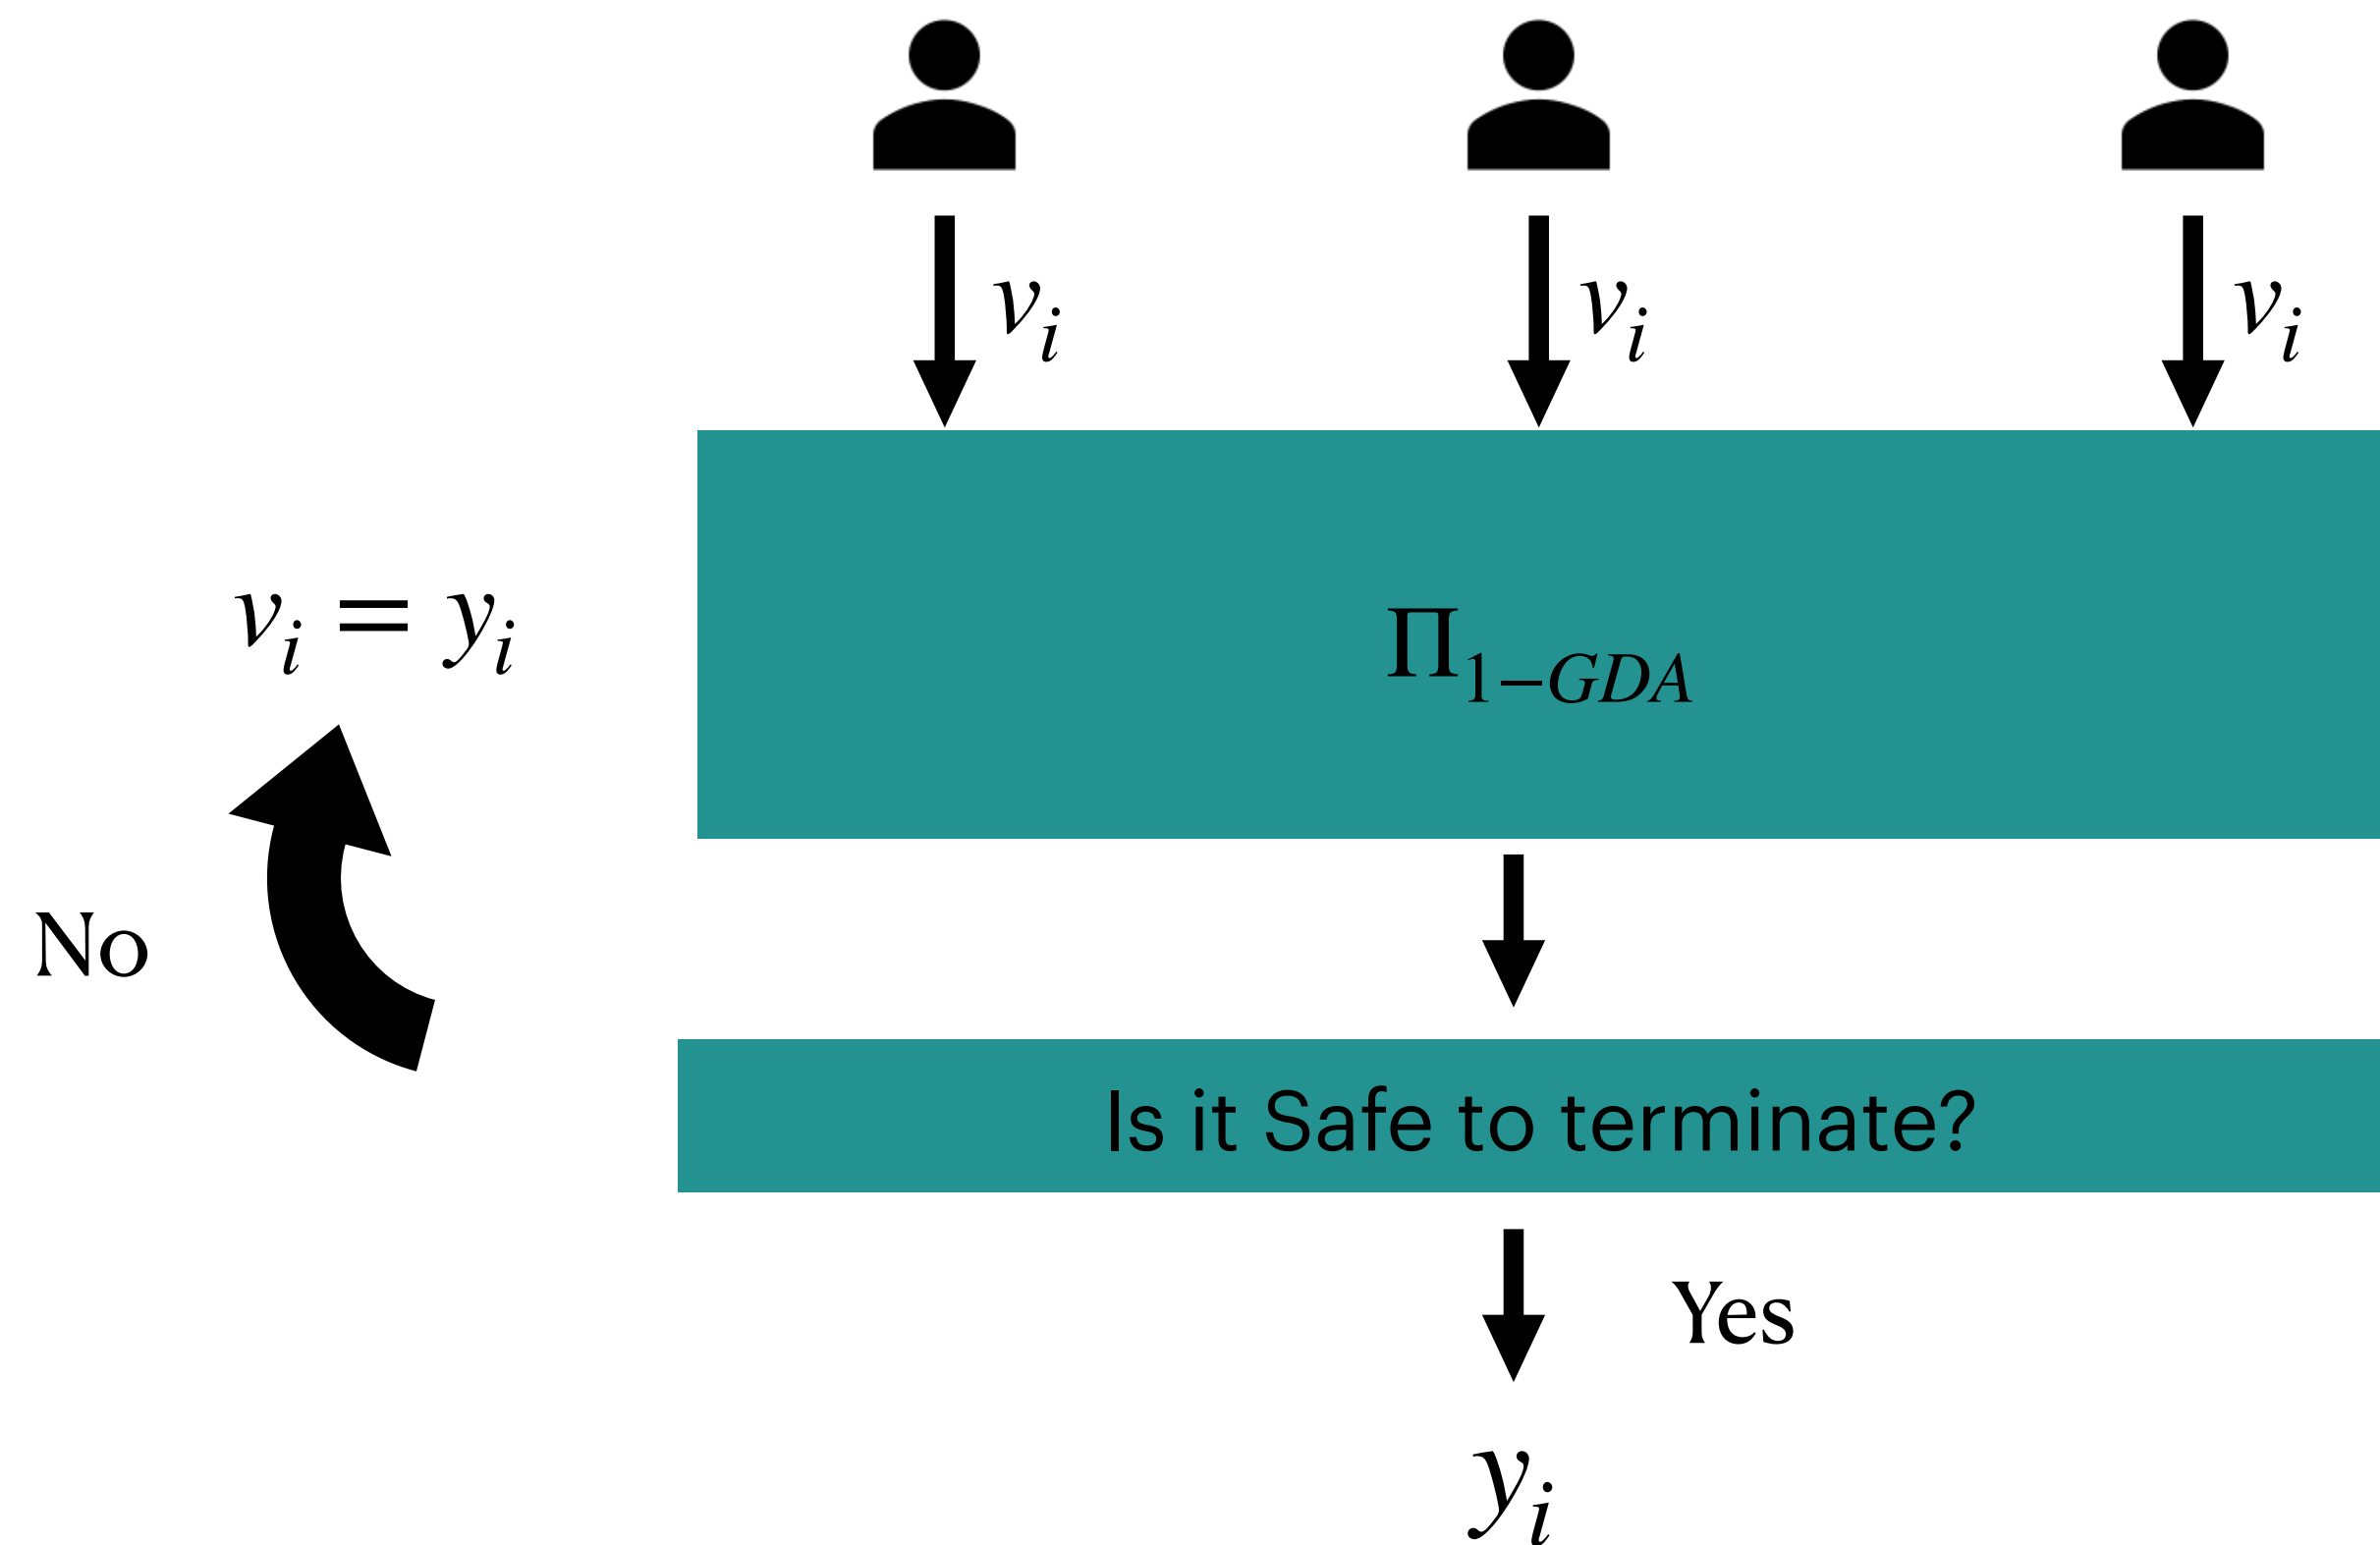 v_i v_i v_i
v_i = y_i
Π_{1−GDA}
No
Is it Safe to terminate?
Yes
y_i